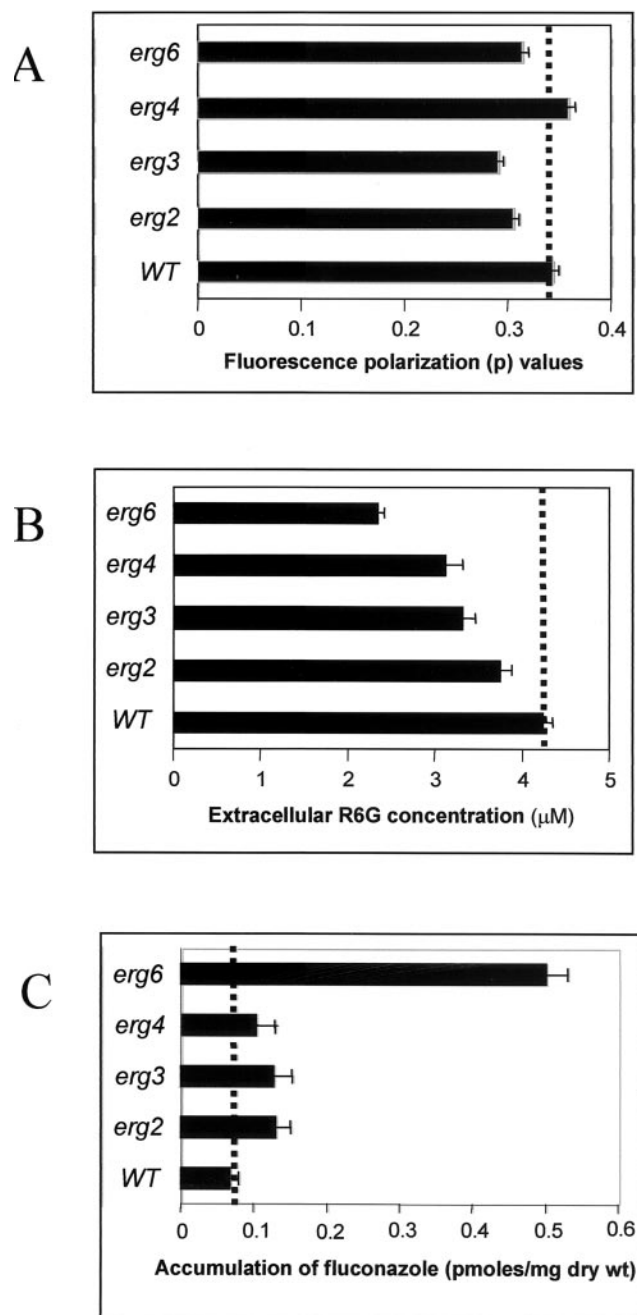 A
erg6
erg4
erg3
erg2
WT
0 0.1 0.2 0.3 0.4
Fluorescence polarization (p) values
B
erg6
erg4
erg3
erg2
WT
0 1 2 3 4 5
Extracellular R6G concentration (μM)
C
erg6
erg4
erg3
erg2
WT
0 0.1 0.2 0.3 0.4 0.5 0.6
Accumulation of fluconazole (pmoles/mg dry wt)